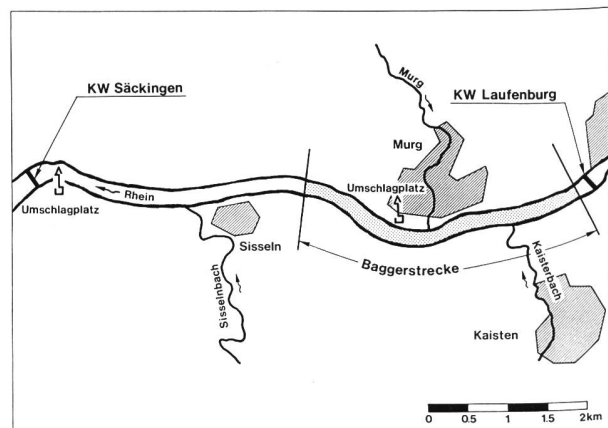 KW Säckingen
Murg
KW Laufenburg
Murg
Rhein
Umschlagplatz
Umschlagplatz
Sisseln
Baggerstrecke
Kaisterbach
Sisselnbach
Kaisten
0 0.5 1 1.5 2km